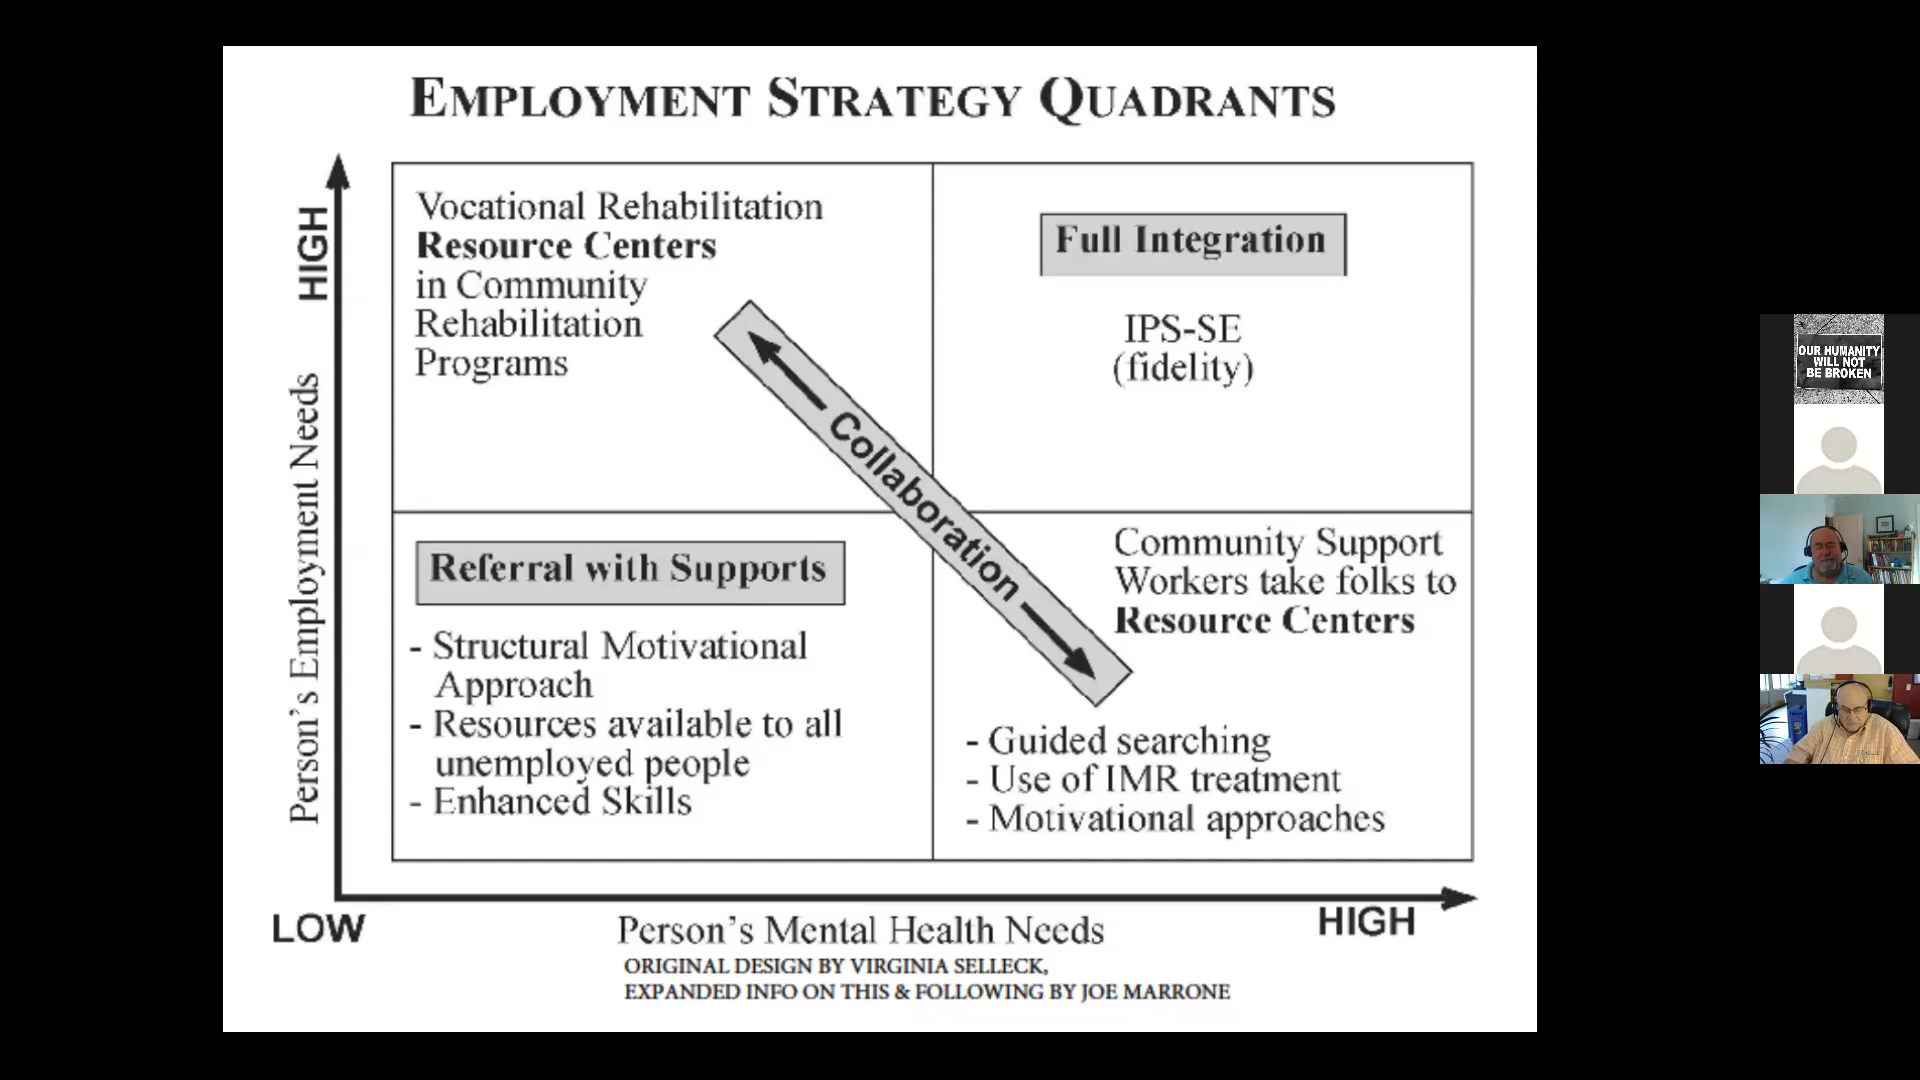 EMPLOYMENT STRATEGY QUADRANTS
HIGH
Person's Employment Needs
Vocational Rehabilitation
Resource Centers
in Community
Rehabilitation
Programs
Full Integration
IPS-SE
(fidelity)
Collaboration
Referral with Supports
- Structural Motivational
Approach
- Resources available to all
unemployed people
- Enhanced Skills
Community Support
Workers take folks to
Resource Centers
- Guided searching
- Use of IMR treatment
- Motivational approaches
LOW
Person's Mental Health Needs
HIGH
ORIGINAL DESIGN BY VIRGINIA SELLECK,
EXPANDED INFO ON THIS & FOLLOWING BY JOE MARRONE
OUR HUMANITY
WILL NOT
BE BROKEN